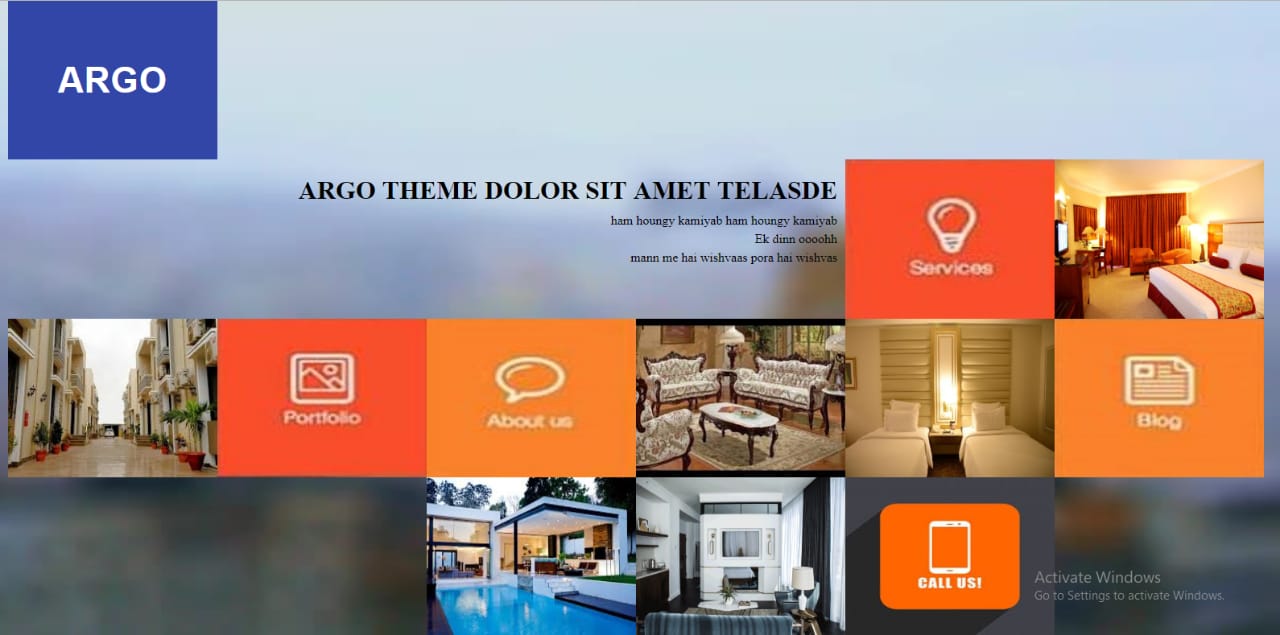 ARGO
ARGO THEME DOLOR SIT AMET TELASDE
ham houngy kamiyab ham houngy kamiyab
Ek dinn oooohh
mann me hai wishvaas pora hai wishvas
Services
Portfolio
About us
Blog
CALL US!
Activate Windows
Go to Settings to activate Windows.